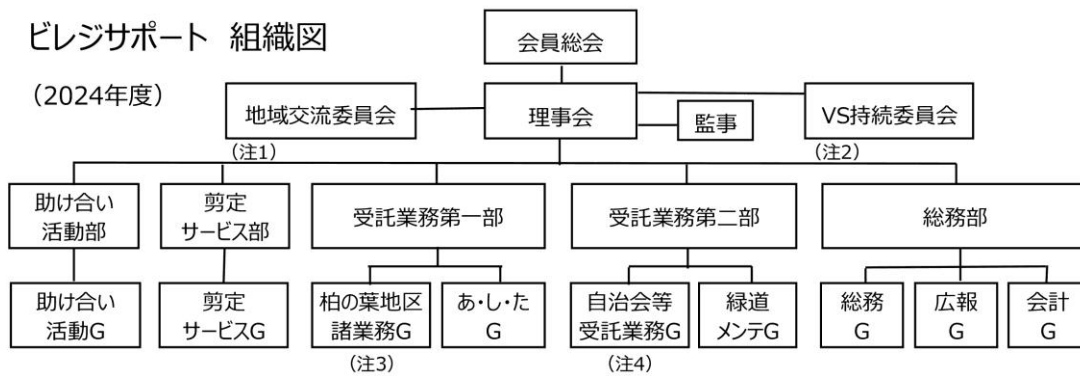 ビレジサポート 組織図
(2024年度)
会員総会
地域交流委員会
理事会
監事
VS持続委員会
(注1)
(注2)
助け合い
活動部
剪定
サービス部
受託業務第一部
受託業務第二部
総務部
助け合い
活動G
剪定
サービスG
柏の葉地区
諸業務G
あ・し・た
G
自治会等
受託業務G
緑道
メンテG
総務
G
広報
G
会計
G
(注3)
(注4)